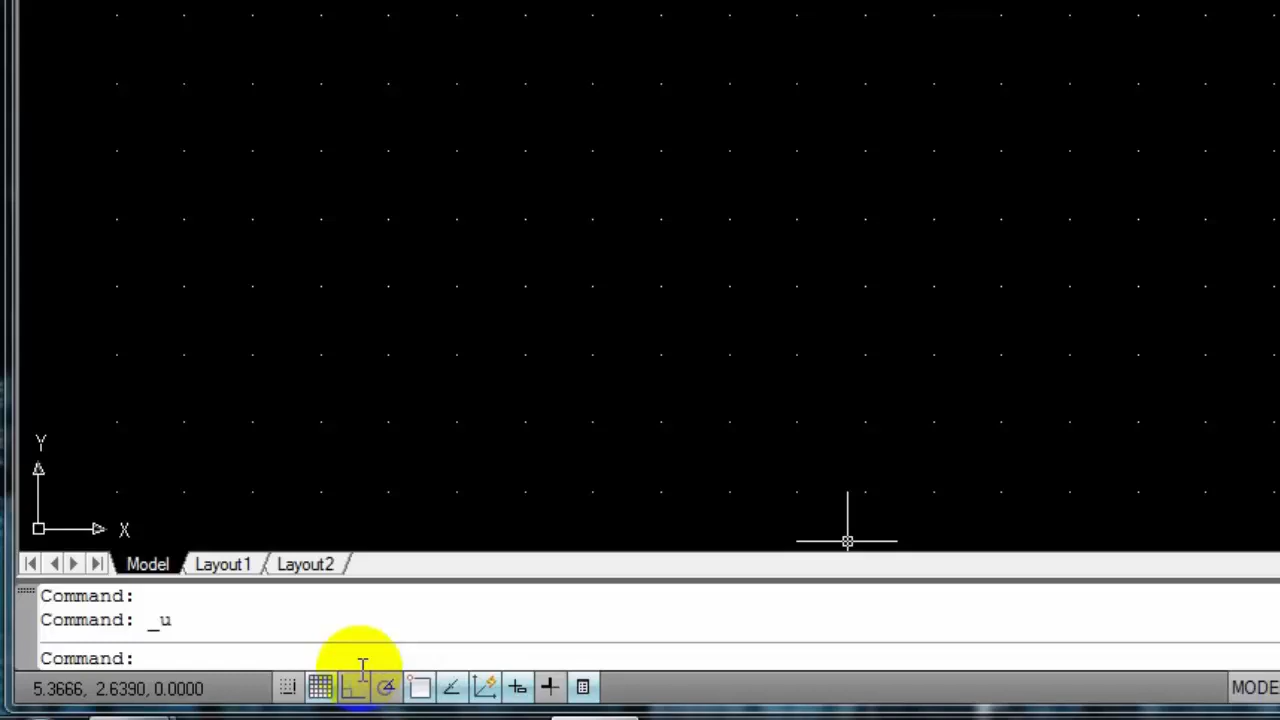 Y
X
Model Layout1 Layout2
Command:
Command: _u
Command:
5.3666, 2.6390, 0.0000
MODE